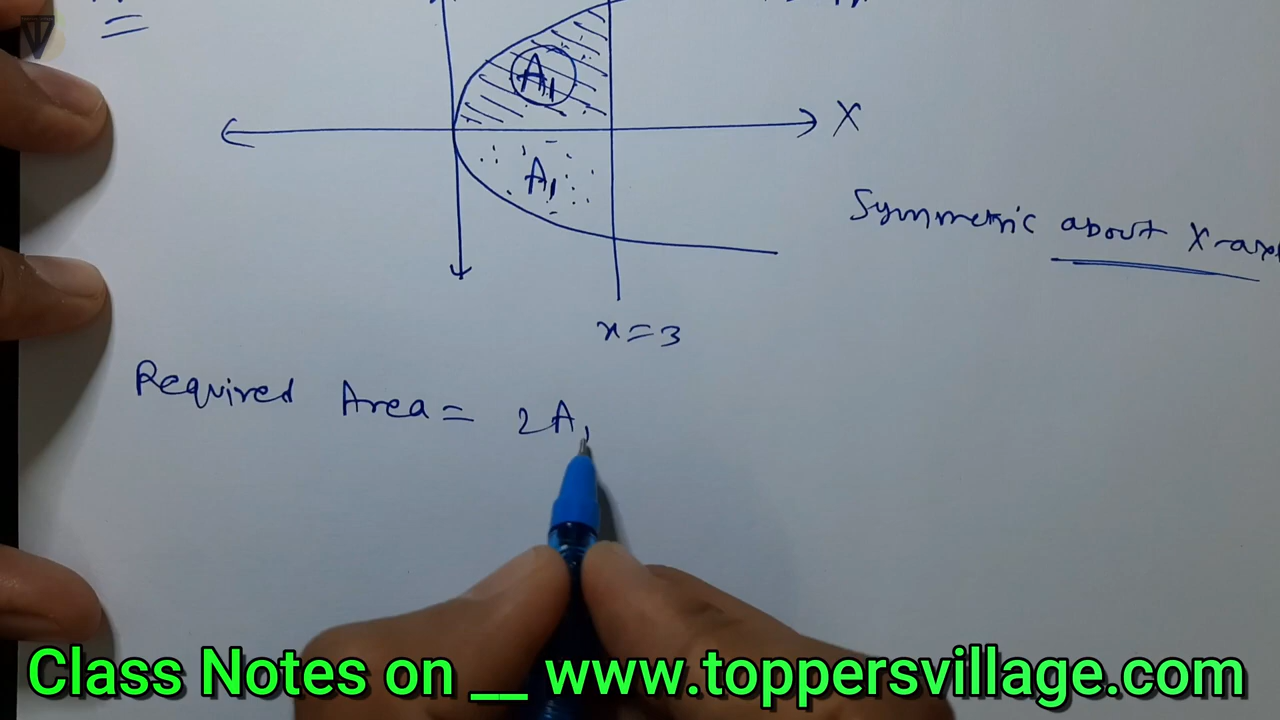 A₁
X
A₁
Symmetric about X-axis
x=3
Required Area = 2A₁
Class Notes on __ www.toppersvillage.com